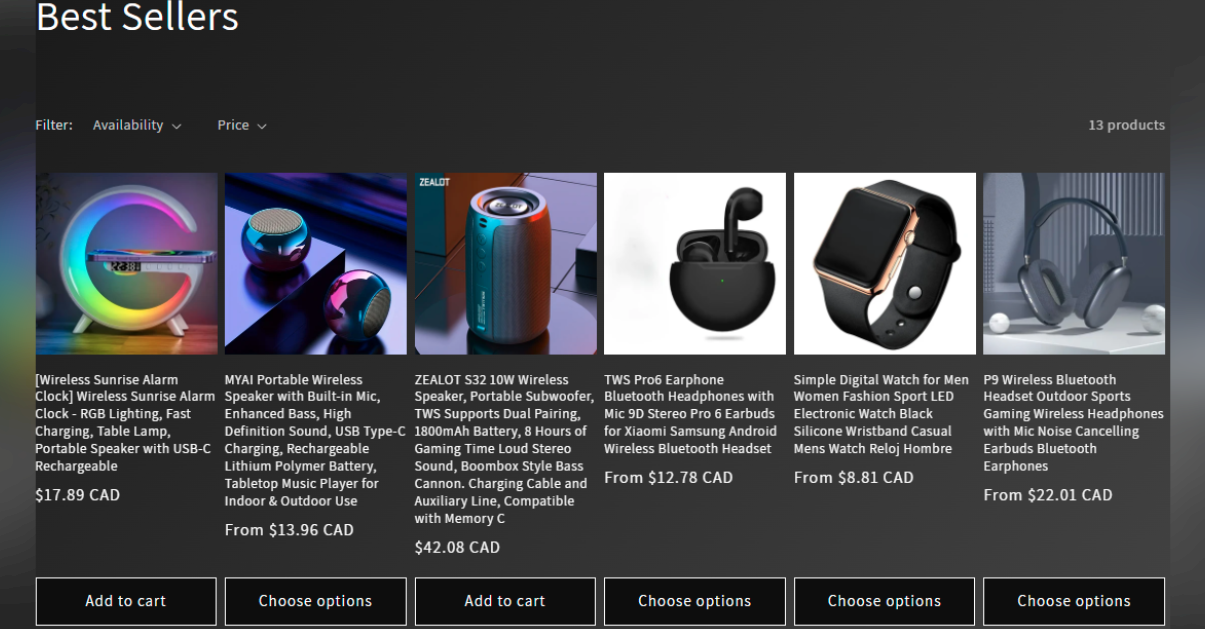 Best Sellers
Filter: Availability Price 13 products
ZEALOT
[Wireless Sunrise Alarm
Clock] Wireless Sunrise Alarm
Clock - RGB Lighting, Fast
Charging, Table Lamp,
Portable Speaker with USB-C
Rechargeable
$17.89 CAD
Add to cart
MYAI Portable Wireless
Speaker with Built-in Mic,
Enhanced Bass, High
Definition Sound, USB Type-C
Charging, Rechargeable
Lithium Polymer Battery,
Tabletop Music Player for
Indoor & Outdoor Use
From $13.96 CAD
Choose options
ZEALOT S32 10W Wireless
Speaker, Portable Subwoofer,
TWS Supports Dual Pairing,
1800mAh Battery, 8 Hours of
Gaming Time Loud Stereo
Sound, Boombox Style Bass
Cannon. Charging Cable and
Auxiliary Line, Compatible
with Memory C
$42.08 CAD
Add to cart
TWS Pro6 Earphone
Bluetooth Headphones with
Mic 9D Stereo Pro 6 Earbuds
for Xiaomi Samsung Android
Wireless Bluetooth Headset
From $12.78 CAD
Choose options
Simple Digital Watch for Men
Women Fashion Sport LED
Electronic Watch Black
Silicone Wristband Casual
Mens Watch Reloj Hombre
From $8.81 CAD
Choose options
P9 Wireless Bluetooth
Headset Outdoor Sports
Gaming Wireless Headphones
with Mic Noise Cancelling
Earbuds Bluetooth
Earphones
From $22.01 CAD
Choose options